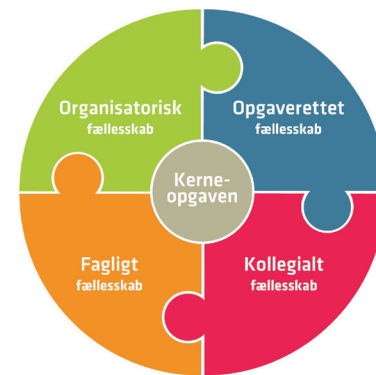 Organisatorisk
fællesskab
Opgaverettet
fællesskab
Kerne-
opgaven
Fagligt
fællesskab
Kollegialt
fællesskab